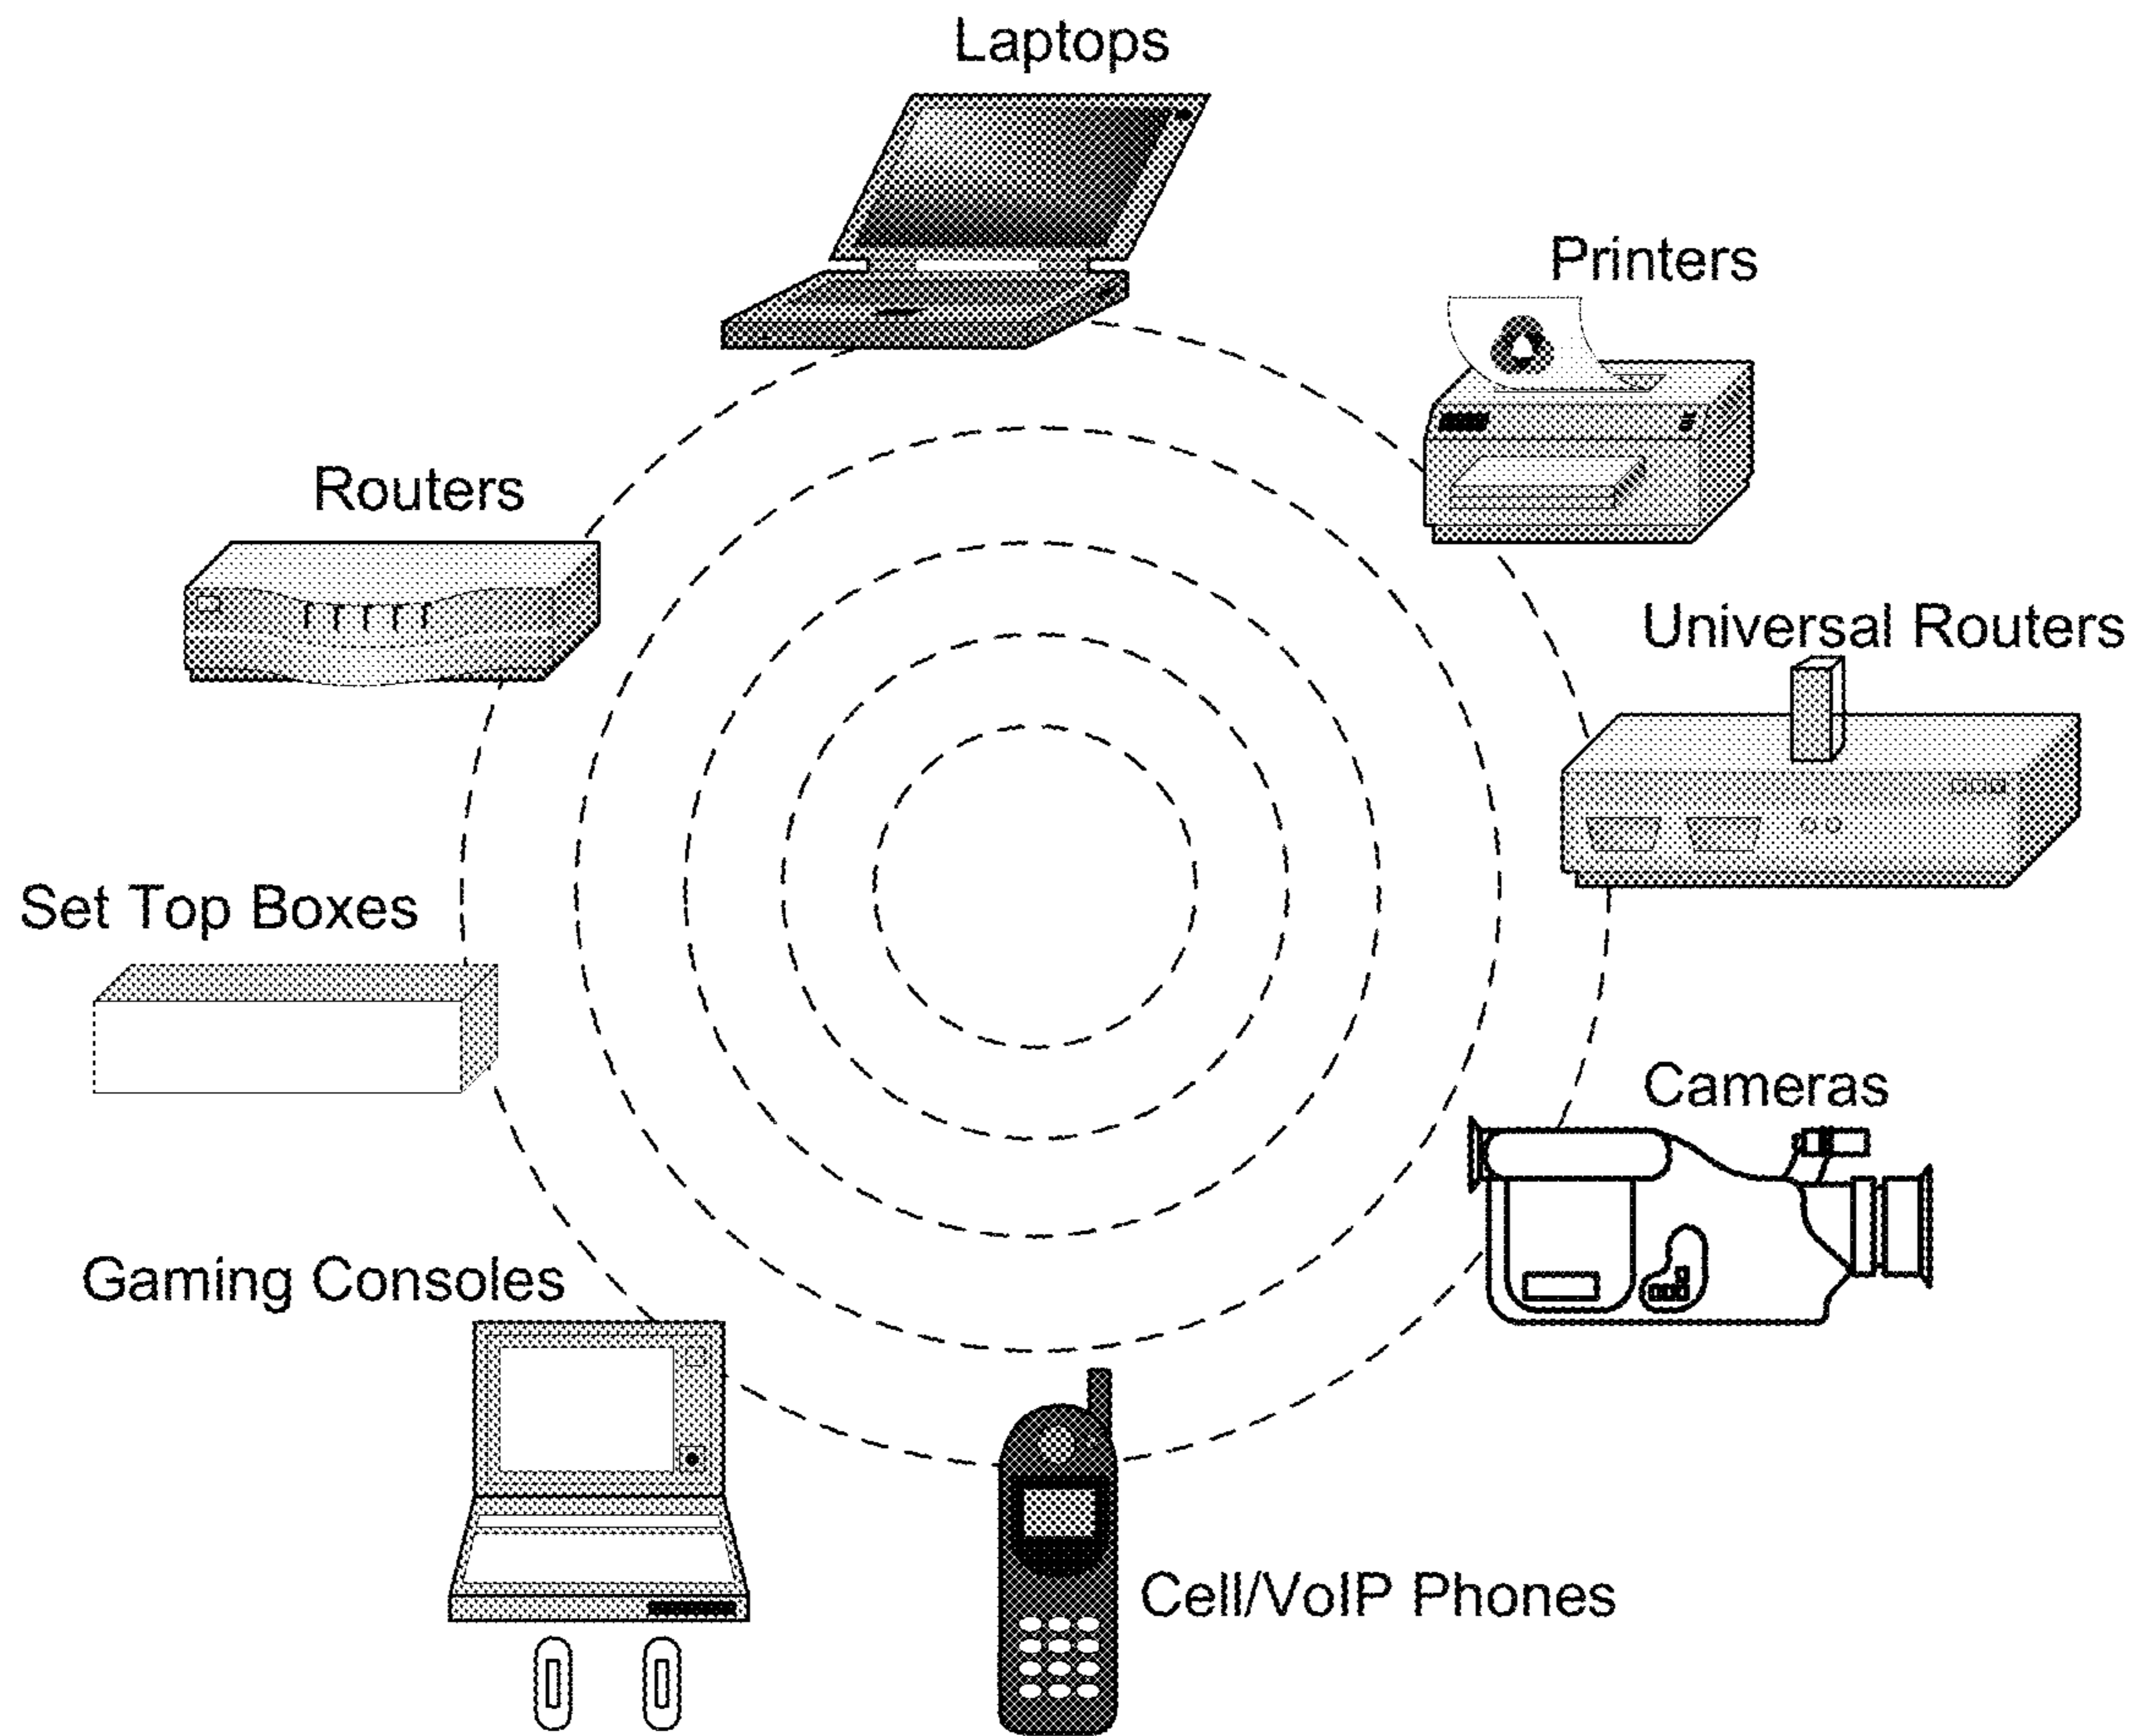 Laptops
Printers
Routers
Universal Routers
Set Top Boxes
Cameras
Gaming Consoles
Cell/VoIP Phones